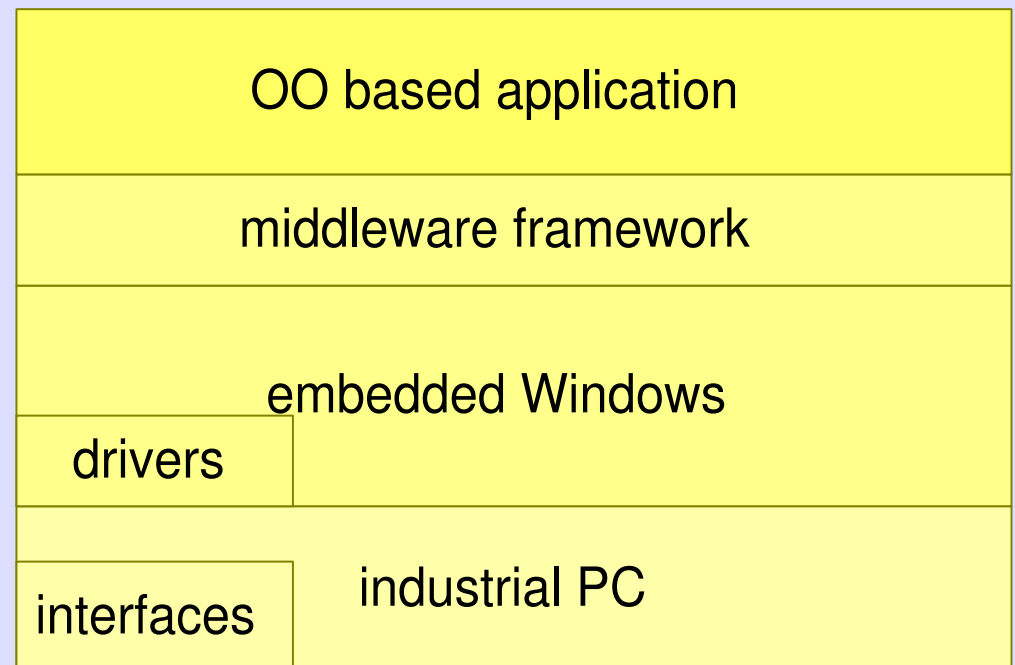 OO based application
middleware framework
embedded Windows
drivers
industrial PC
interfaces